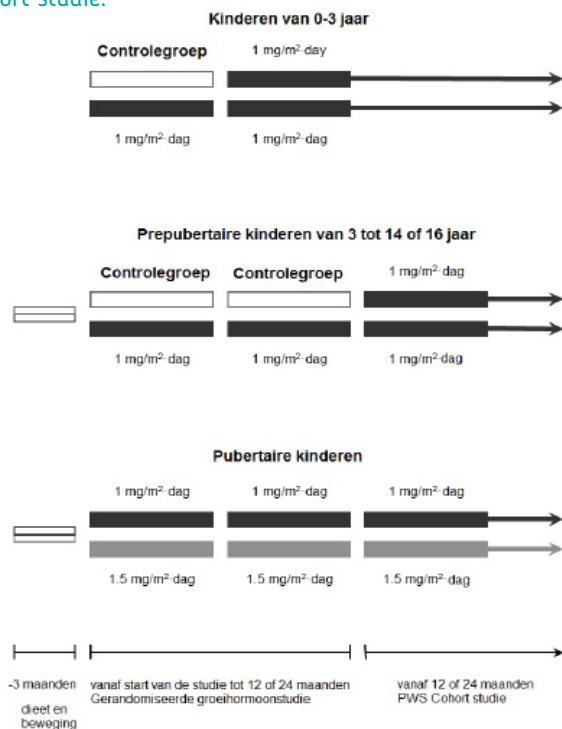 ort studie.
Kinderen van 0-3 jaar
Controlegroep 1 mg/m²·day
1 mg/m²·dag 1 mg/m²·dag
Prepubertaire kinderen van 3 tot 14 of 16 jaar
Controlegroep Controlegroep 1 mg/m²·dag
1 mg/m²·dag 1 mg/m²·dag 1 mg/m²·dag
Pubertaire kinderen
1 mg/m²·dag 1 mg/m²·dag 1 mg/m²·dag
1.5 mg/m²·dag 1.5 mg/m²·dag 1.5 mg/m²·dag
-3 maanden vanaf start van de studie tot 12 of 24 maanden vanaf 12 of 24 maanden
Gerandomiseerde groeihormoonstudie PWS Cohort studie
dieet en
beweging